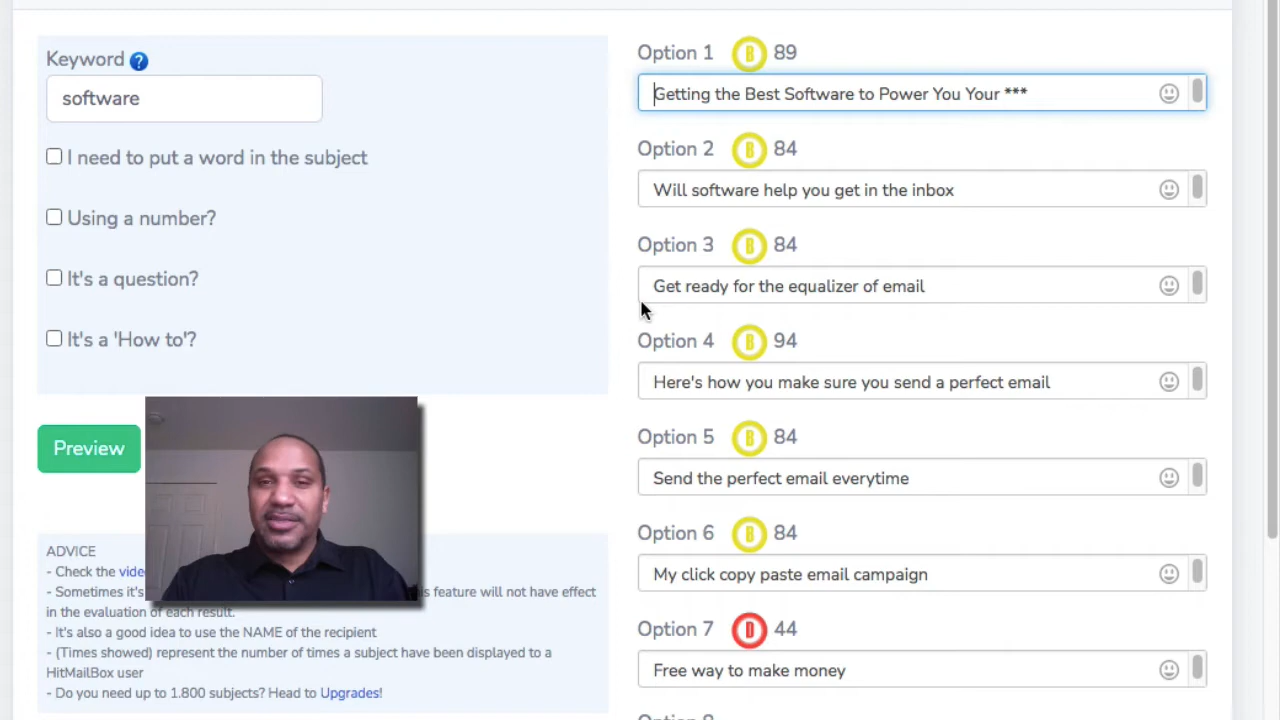 Keyword ?
software
I need to put a word in the subject
Using a number?
It's a question?
It's a 'How to'?
Preview
ADVICE
- Check the
- Sometimes it's feature will not have effect
in the evaluation of each result.
- It's also a good idea to use the NAME of the recipient
- (Times showed) represent the number of times a subject have been displayed to a
HitMailBox user
- Do you need up to 1.800 subjects? Head to Upgrades!
Option 1 B 89
Getting the Best Software to Power You Your ***
Option 2 B 84
Will software help you get in the inbox
Option 3 B 84
Get ready for the equalizer of email
Option 4 B 94
Here's how you make sure you send a perfect email
Option 5 B 84
Send the perfect email everytime
Option 6 B 84
My click copy paste email campaign
Option 7 D 44
Free way to make money